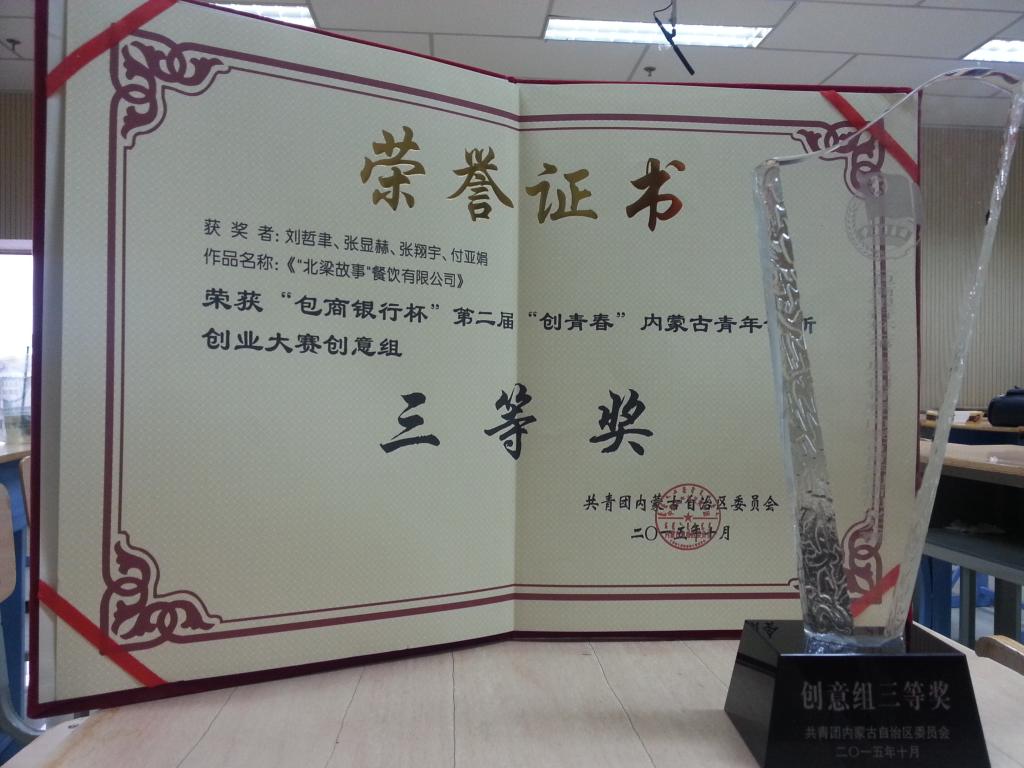 荣誉证书
获奖者:刘哲聿、张显赫、张翔宇、付亚娟
作品名称:《“北梁故事”餐饮有限公司》
荣获“包商银行杯”第二届“创青春”内蒙古青年 新
创业大赛创意组
三等奖
共青团内蒙古自治区委员会
二〇一五年十月
创意组三等奖
共青团内蒙古自治区委员会
二〇一五年十月